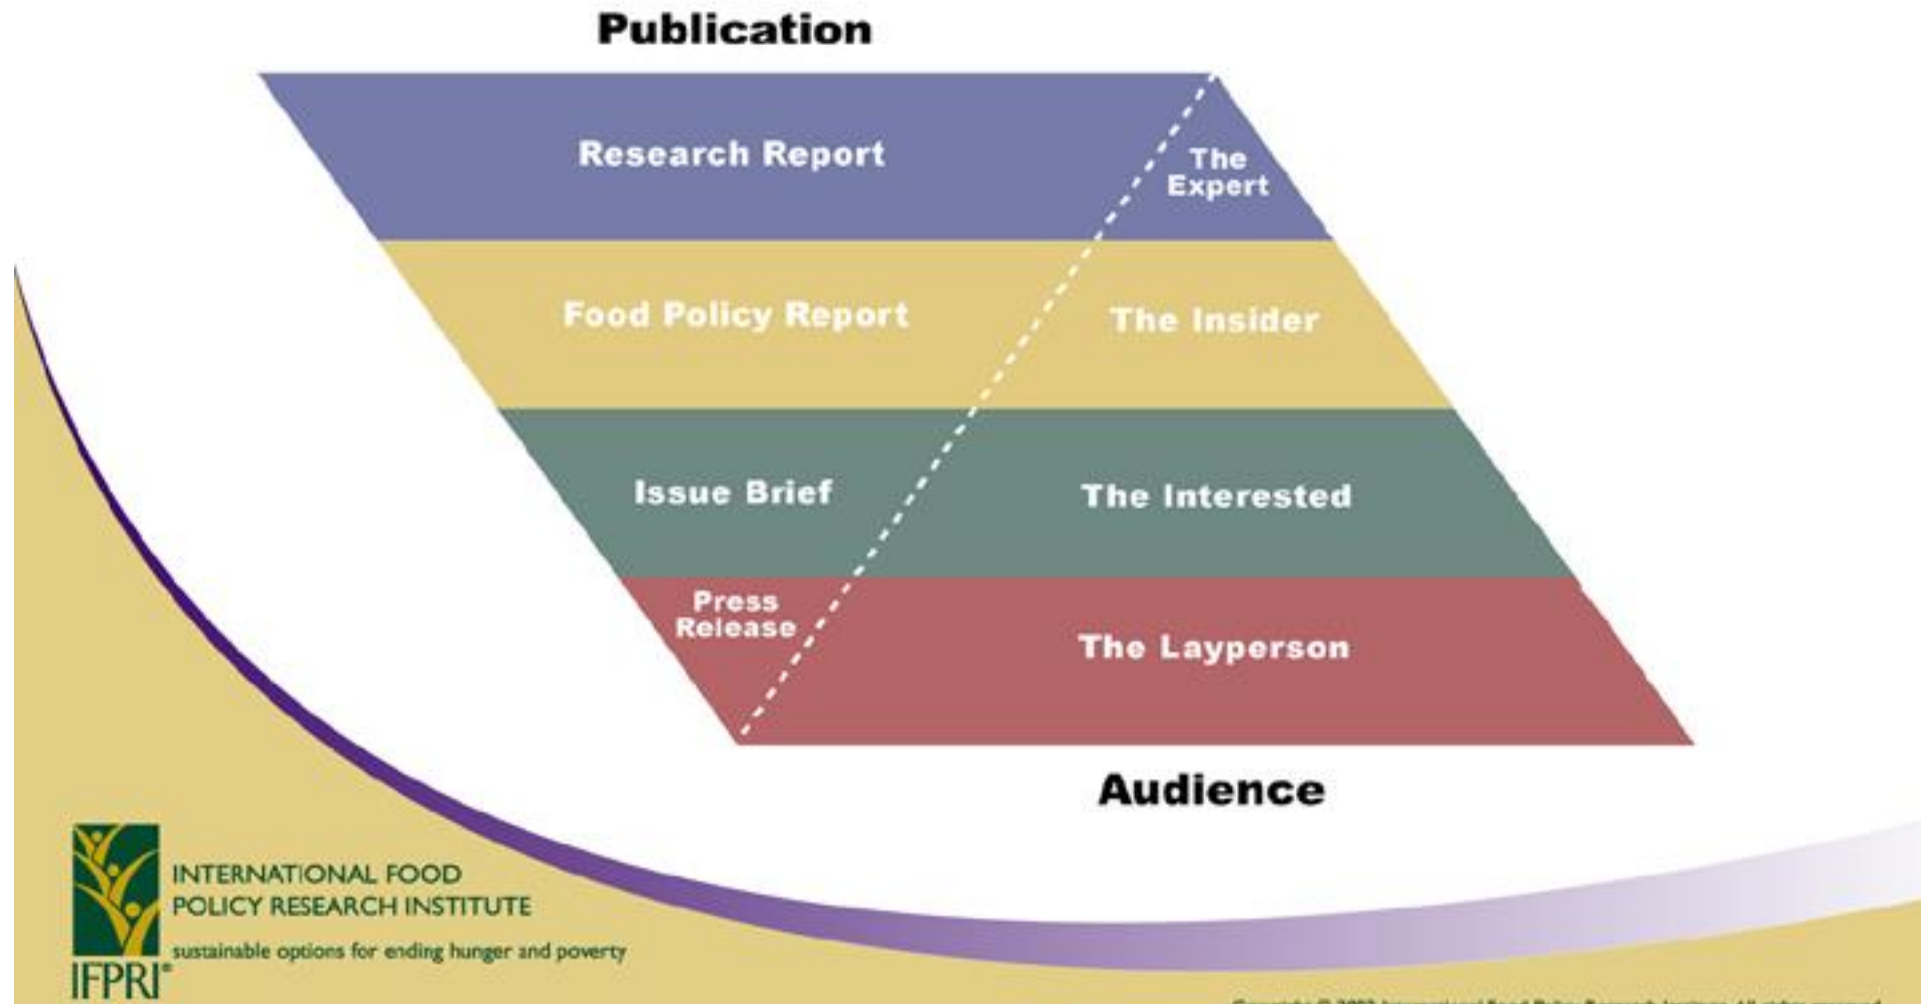 Publication
Research Report
The
Expert
Food Policy Report
The Insider
Issue Brief
The Interested
Press
Release
The Layperson
Audience
INTERNATIONAL FOOD
POLICY RESEARCH INSTITUTE
sustainable options for ending hunger and poverty
IFPRI®